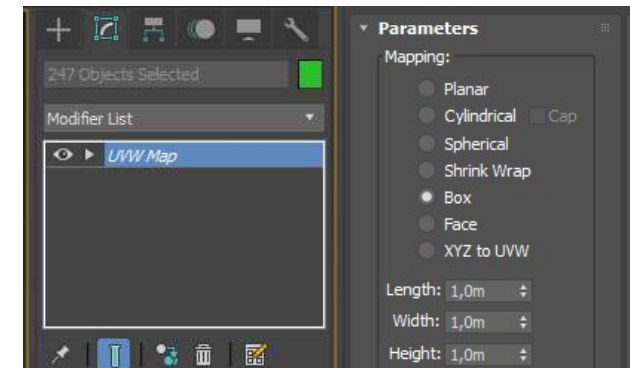 247 Objects Selected
Modifier List
UVW Map
Parameters
Mapping:
Planar
Cylindrical Cap
Spherical
Shrink Wrap
Box
Face
XYZ to UVW
Length: 1,0m
Width: 1,0m
Height: 1,0m